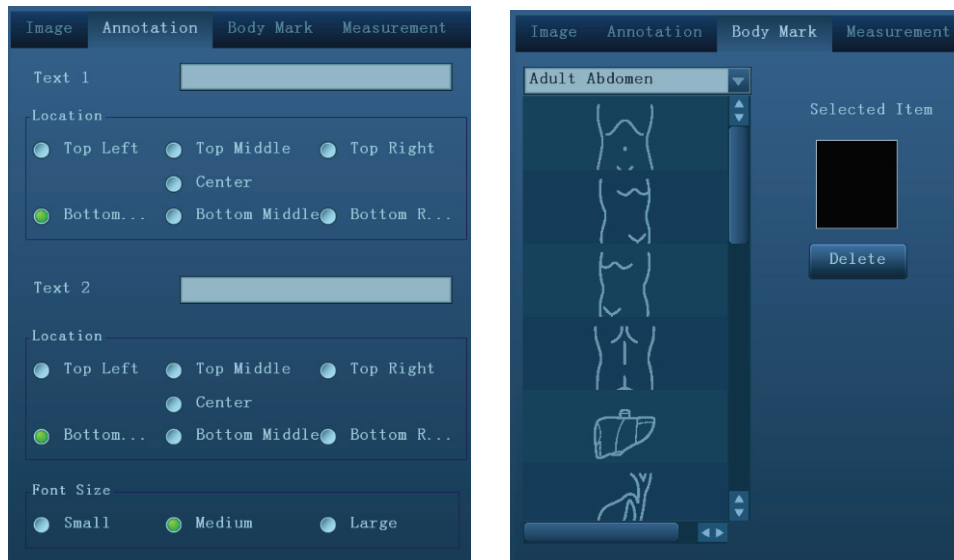 Image Annotation Body Mark Measurement
Text 1
Location
Top Left Top Middle Top Right
Center
Bottom... Bottom Middle Bottom R...
Text 2
Location
Top Left Top Middle Top Right
Center
Bottom... Bottom Middle Bottom R...
Font Size
Small Medium Large
Image Annotation Body Mark Measurement
Adult Abdomen
Selected Item
Delete